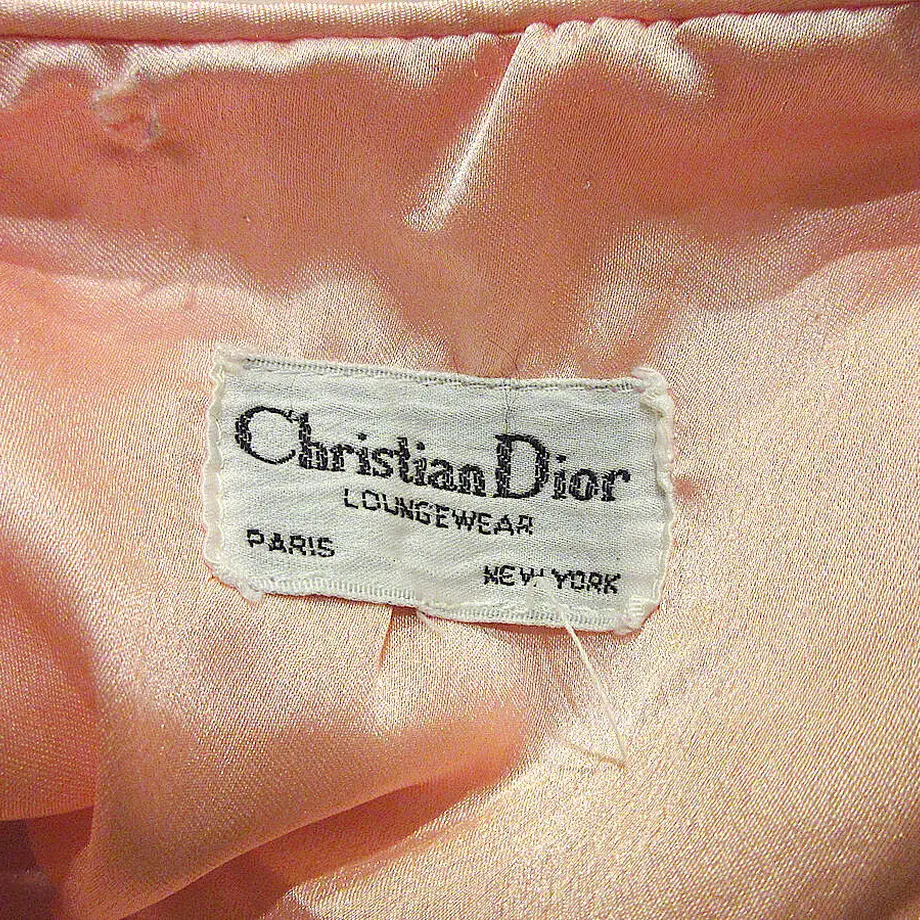 Christian Dior
LOUNGEWEAR
PARIS
NEW YORK